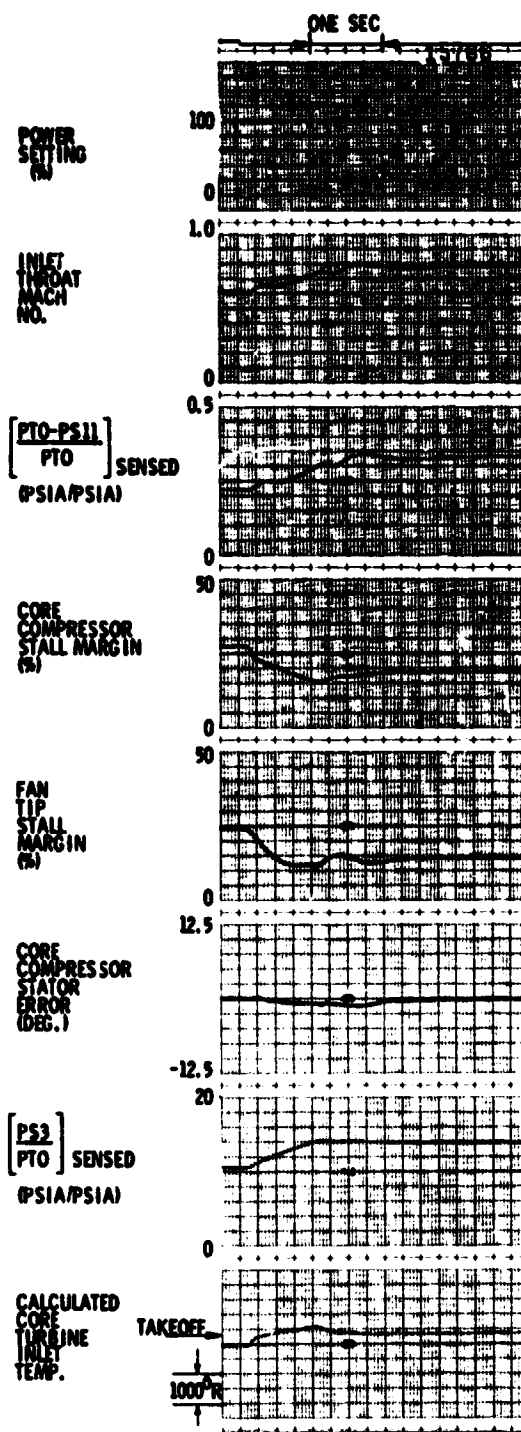 ONE SEC
15786
POWER
SETTING
(%)
100
0
INLET
THROAT
MACH
NO.
1.0
0
[PTO-PS11
PTO] SENSED
(PSIA/PSIA)
0.5
0
CORE
COMPRESSOR
STALL MARGIN
(%)
50
0
FAN
TIP
STALL
MARGIN
(%)
50
0
CORE
COMPRESSOR
STATOR
ERROR
(DEG.)
12.5
-12.5
[PS3
PTO] SENSED
(PSIA/PSIA)
20
0
CALCULATED
CORE
TURBINE
INLET
TEMP.
TAKEOFF
1000°R